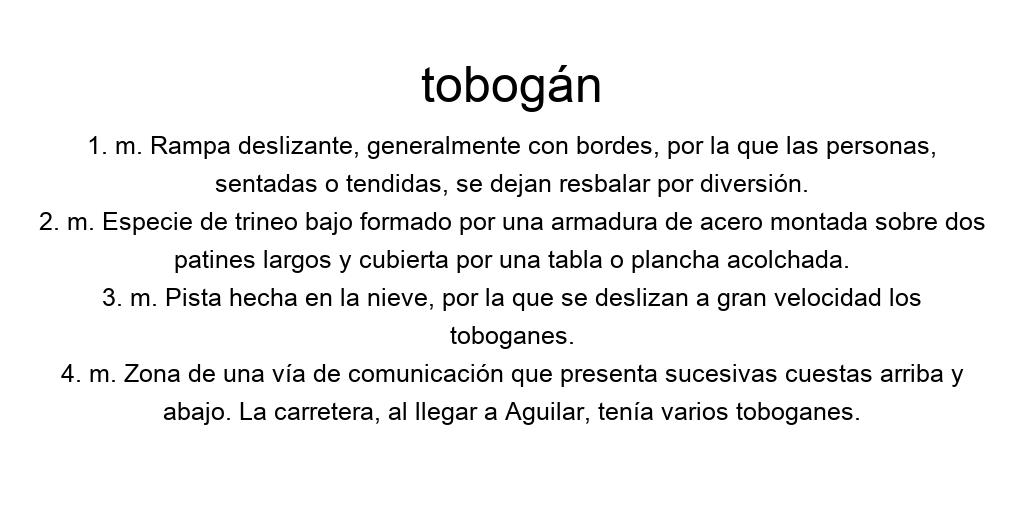 tobogán
1. m. Rampa deslizante, generalmente con bordes, por la que las personas,
sentadas o tendidas, se dejan resbalar por diversión.
2. m. Especie de trineo bajo formado por una armadura de acero montada sobre dos
patines largos y cubierta por una tabla o plancha acolchada.
3. m. Pista hecha en la nieve, por la que se deslizan a gran velocidad los
toboganes.
4. m. Zona de una vía de comunicación que presenta sucesivas cuestas arriba y
abajo. La carretera, al llegar a Aguilar, tenía varios toboganes.